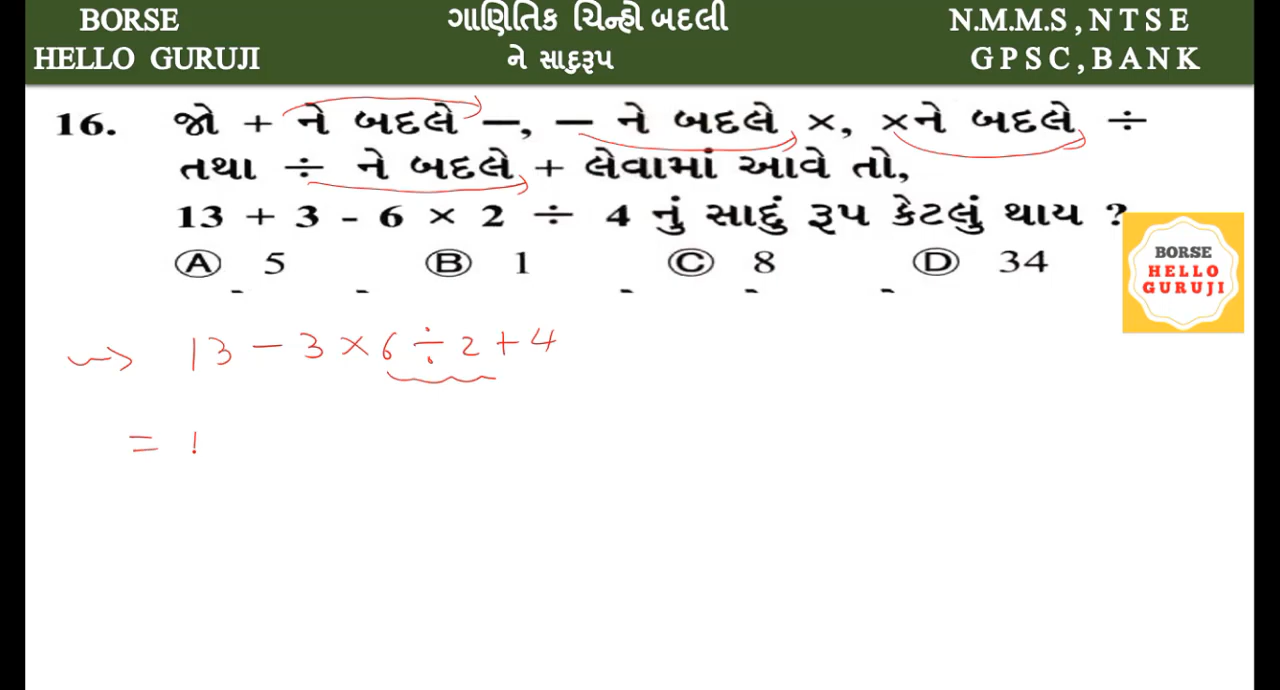 BORSE
HELLO GURUJI
ગાણિતિક ચિન્હો બદલી
ને સાદુરૂપ
N.M.M.S , N T S E
G P S C , B A N K
16. જો + ને બદલે −, − ને બદલે ×, ×ને બદલે ÷
તથા ÷ ને બદલે + લેવામાં આવે તો,
13 + 3 - 6 × 2 ÷ 4 નું સાદું રૂપ કેટલું થાય ?
Ⓐ 5 Ⓑ 1 Ⓒ 8 Ⓓ 34
BORSE
HELLO
GURUJI
13 − 3 × 6 ÷ 2 + 4
= 1